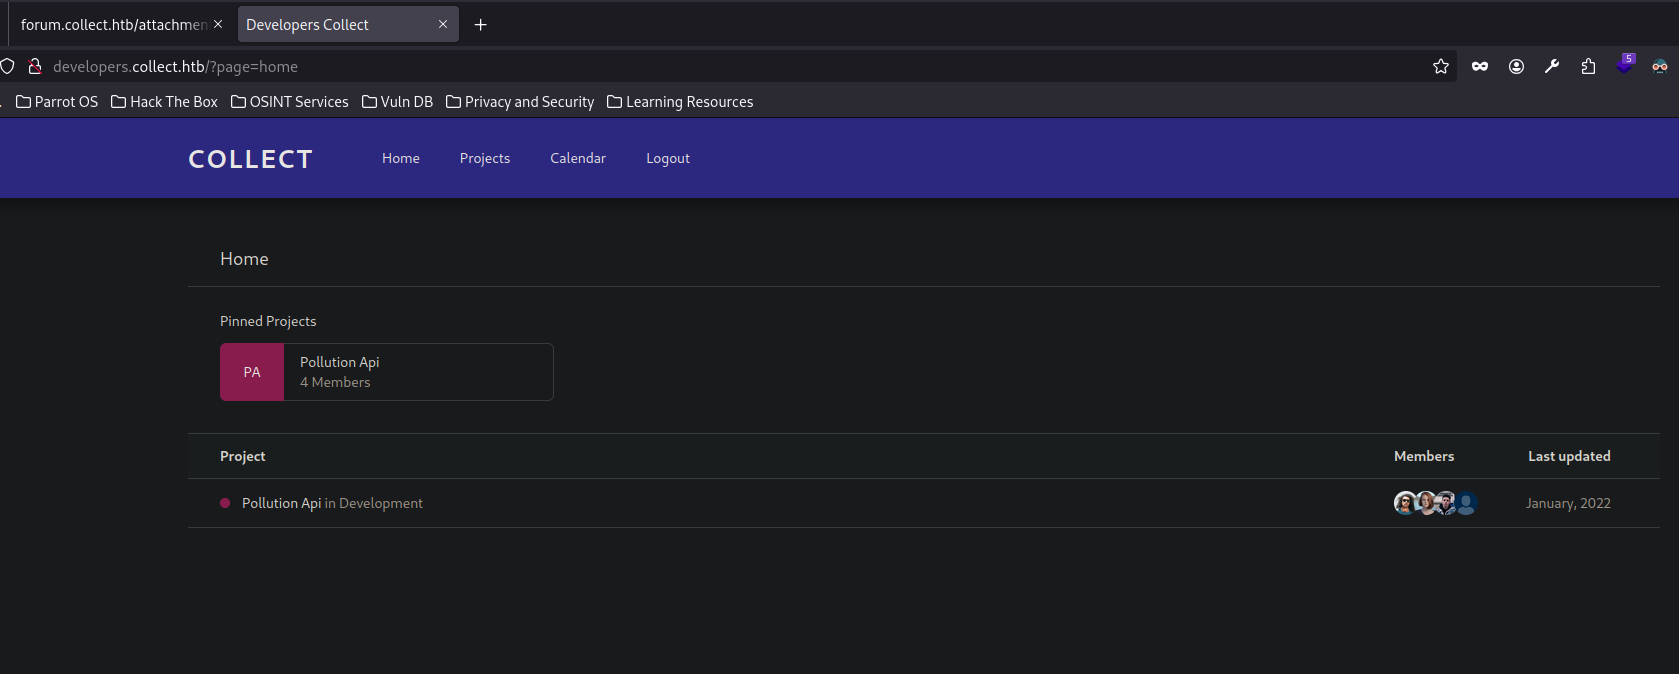 forum.collect.htb/attachmen
Developers Collect
developers.collect.htb/?page=home
5
Parrot OS Hack The Box OSINT Services Vuln DB Privacy and Security Learning Resources
COLLECT Home Projects Calendar Logout
Home
Pinned Projects
PA
Pollution Api
4 Members
Project Members Last updated
Pollution Api in Development January, 2022